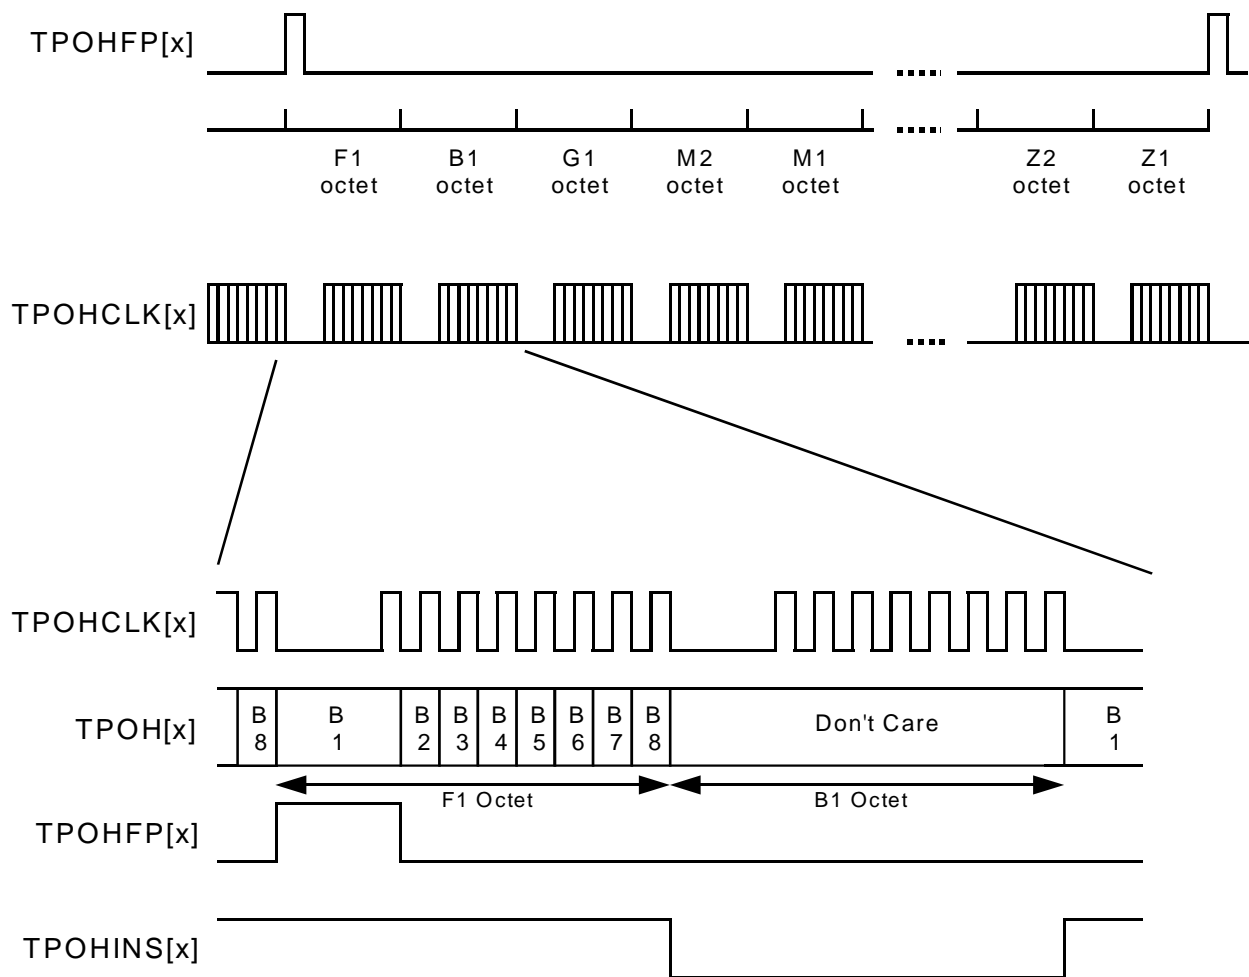 TPOHFP[x]
F1 octet
B1 octet
G1 octet
M2 octet
M1 octet
Z2 octet
Z1 octet
TPOHCLK[x]
TPOHCLK[x]
TPOH[x]
B 8
B 1
B 2
B 3
B 4
B 5
B 6
B 7
B 8
Don't Care
B 1
F1 Octet
B1 Octet
TPOHFP[x]
TPOHINS[x]